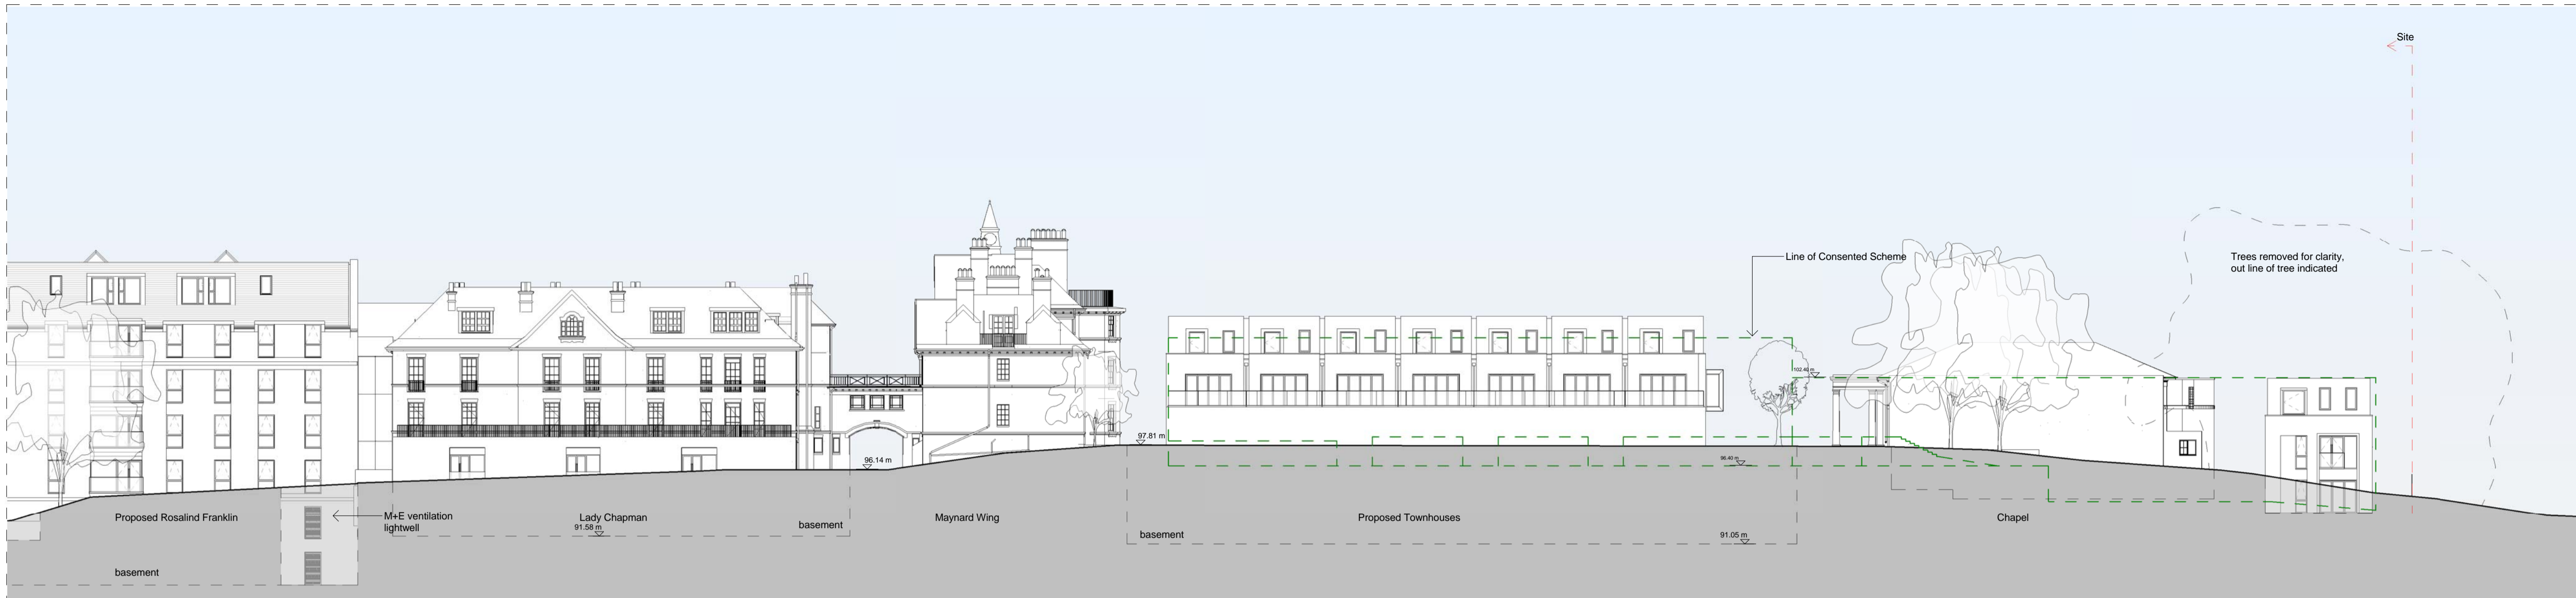 Site
Line of Consented Scheme
Trees removed for clarity,
out line of tree indicated
102.40 m
97.81 m
96.14 m
96.40 m
Proposed Rosalind Franklin
M+E ventilation
lightwell
Lady Chapman
91.58 m
basement
Maynard Wing
Proposed Townhouses
Chapel
basement
91.05 m
basement